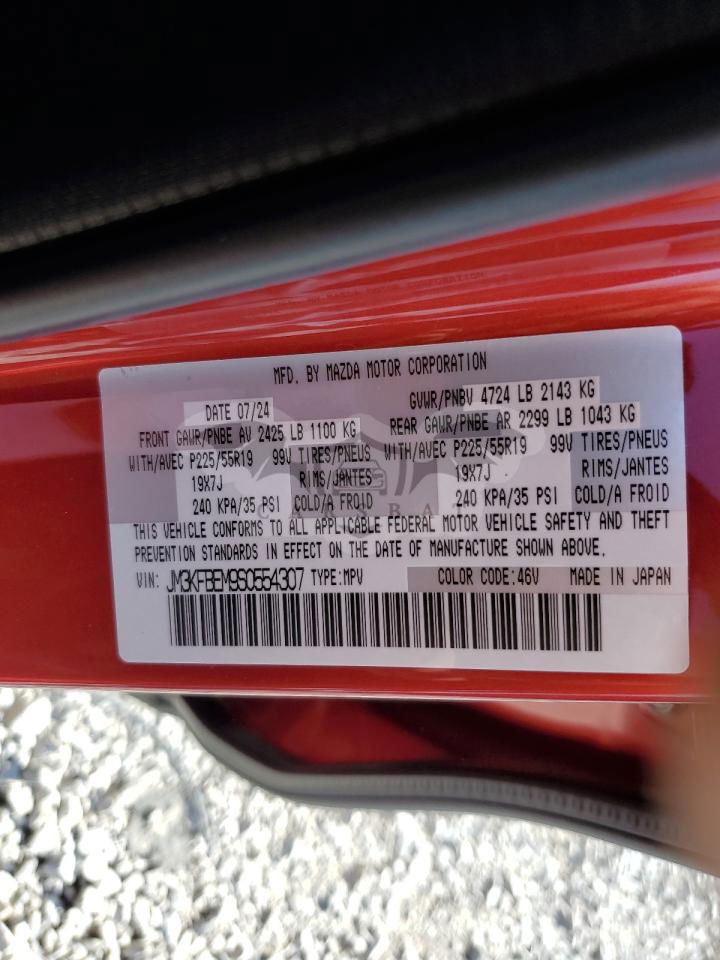 MFD. BY MAZDA MOTOR CORPORATION
DATE 07/24 GVWR/PNBV 4724 LB 2143 KG
FRONT GAWR/PNBE AV 2425 LB 1100 KG REAR GAWR/PNBE AR 2299 LB 1043 KG
WITH/AVEC P225/55R19 99V TIRES/PNEUS WITH/AVEC P225/55R19 99V TIRES/PNEUS
19X7J RIMS/JANTES 19X7J RIMS/JANTES
240 KPA/35 PSI COLD/A FROID 240 KPA/35 PSI COLD/A FROID
THIS VEHICLE CONFORMS TO ALL APPLICABLE FEDERAL MOTOR VEHICLE SAFETY AND THEFT
PREVENTION STANDARDS IN EFFECT ON THE DATE OF MANUFACTURE SHOWN ABOVE.
VIN: JM3KFBEM9S0554307 TYPE:MPV COLOR CODE:46V MADE IN JAPAN